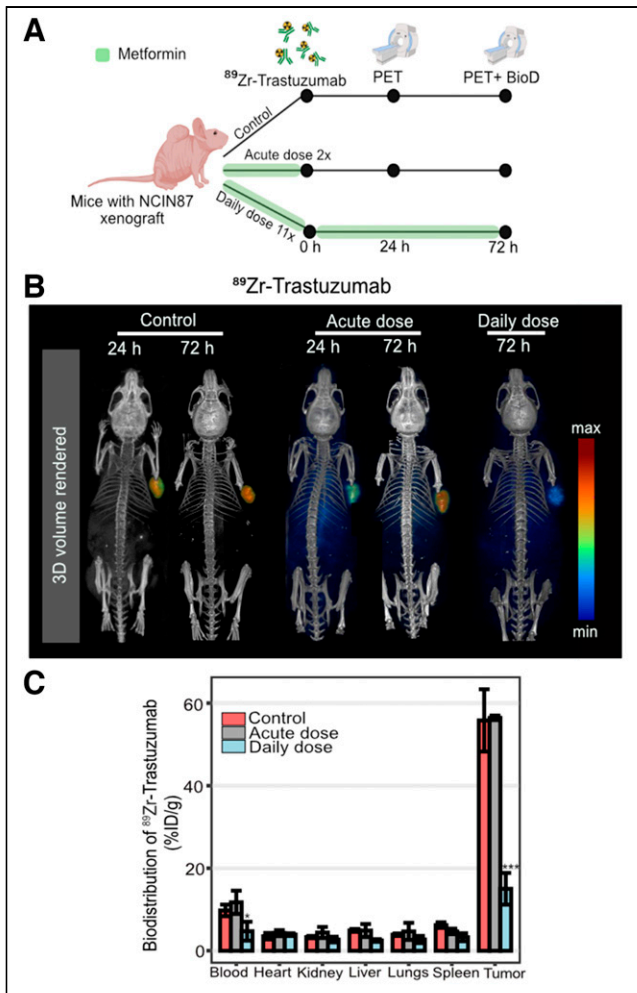 A
Metformin
⁸⁹Zr-Trastuzumab
PET
PET+ BioD
Control
Acute dose 2x
Daily dose 11x
Mice with NCIN87
xenograft
0 h
24 h
72 h
B
⁸⁹Zr-Trastuzumab
Control
Acute dose
Daily dose
24 h
72 h
24 h
72 h
72 h
3D volume rendered
max
min
C
Biodistribution of ⁸⁹Zr-Trastuzumab
(%ID/g)
60
40
20
0
Control
Acute dose
Daily dose
*
***
Blood
Heart
Kidney
Liver
Lungs
Spleen
Tumor